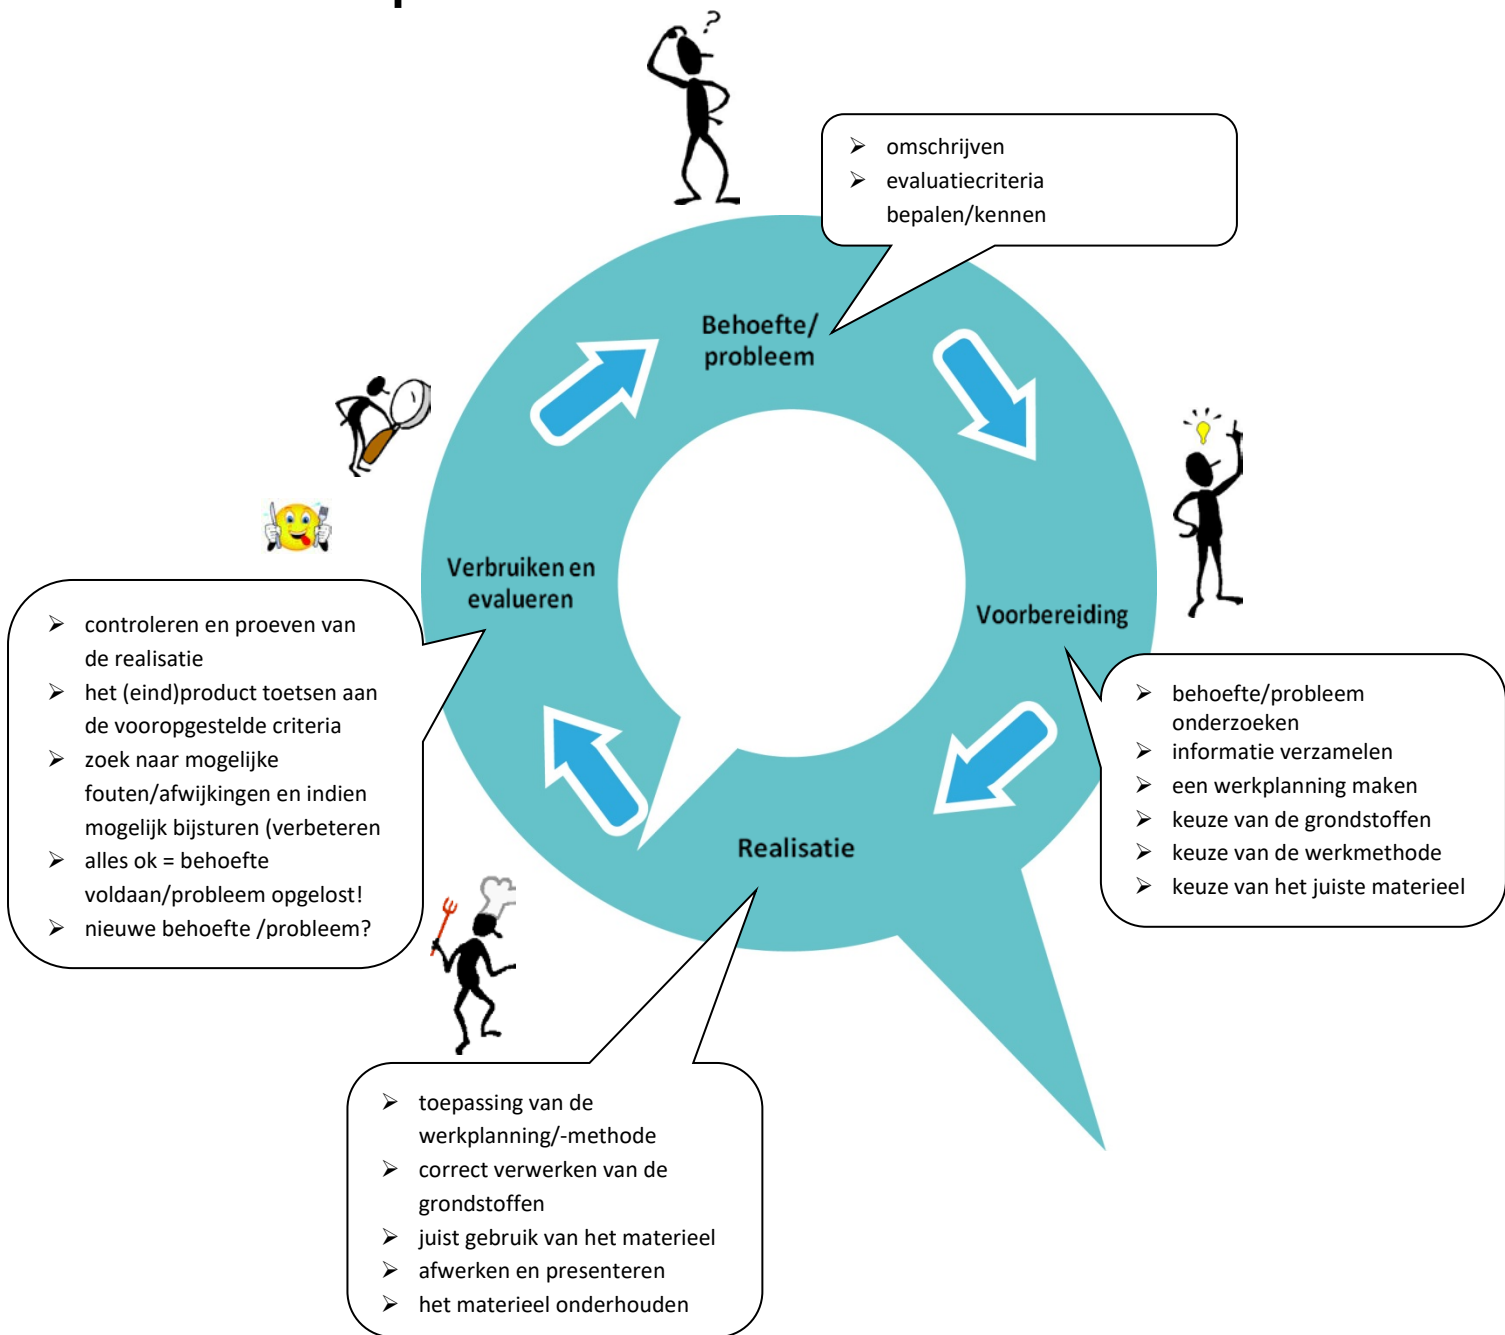 ?
➢ omschrijven
➢ evaluatiecriteria
bepalen/kennen
Behoefte/
probleem
Voorbereiding
➢ behoefte/probleem
onderzoeken
➢ informatie verzamelen
➢ een werkplanning maken
➢ keuze van de grondstoffen
➢ keuze van de werkmethode
➢ keuze van het juiste materieel
Realisatie
➢ toepassing van de
werkplanning/-methode
➢ correct verwerken van de
grondstoffen
➢ juist gebruik van het materieel
➢ afwerken en presenteren
➢ het materieel onderhouden
Verbruiken en
evalueren
➢ controleren en proeven van
de realisatie
➢ het (eind)product toetsen aan
de vooropgestelde criteria
➢ zoek naar mogelijke
fouten/afwijkingen en indien
mogelijk bijsturen (verbeteren
➢ alles ok = behoefte
voldaan/probleem opgelost!
➢ nieuwe behoefte /probleem?